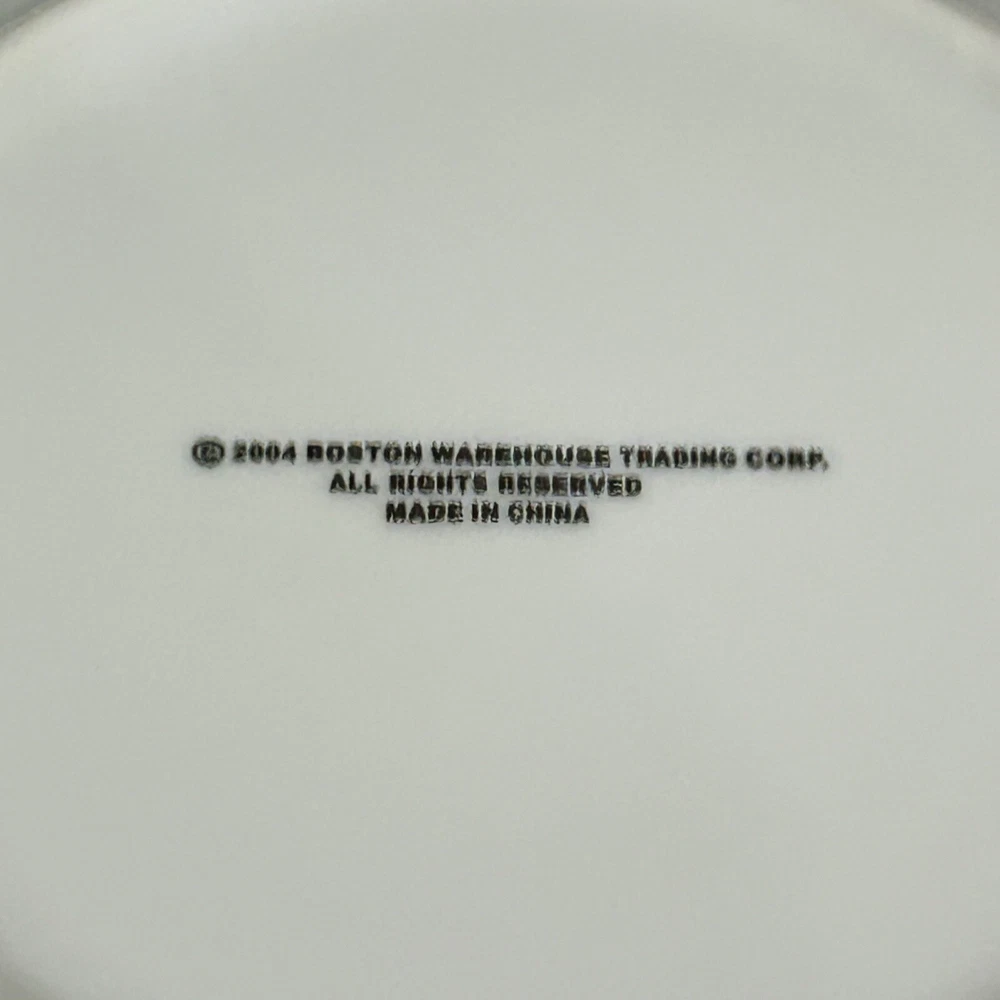 © 2004 BOSTON WAREHOUSE TRADING CORP.
ALL RIGHTS RESERVED
MADE IN CHINA